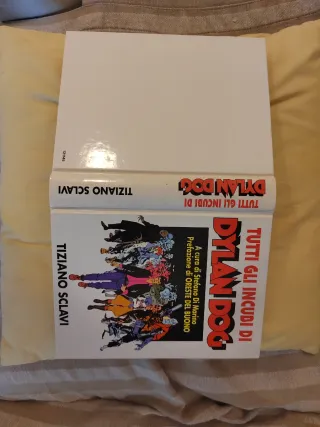 TUTTI GLI INCUBI DI
DYLAN DOG
A cura di Stefano Di Marino
Prefazione di ORESTE DEL BUONO
TIZIANO SCLAVI
TUTTI GLI INCUBI DI
DYLAN DOG
TIZIANO SCLAVI